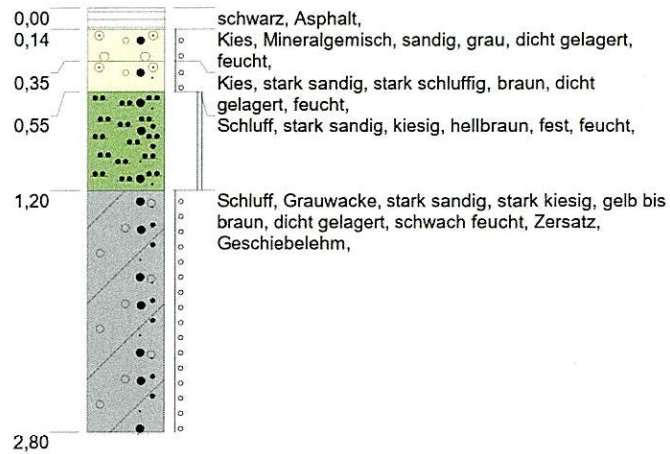 0,00 schwarz, Asphalt,
0,14 Kies, Mineralgemisch, sandig, grau, dicht gelagert,
feucht,
0,35 Kies, stark sandig, stark schluffig, braun, dicht
gelagert, feucht,
0,55 Schluff, stark sandig, kiesig, hellbraun, fest, feucht,
1,20 Schluff, Grauwacke, stark sandig, stark kiesig, gelb bis
braun, dicht gelagert, schwach feucht, Zersatz,
Geschiebelehm,
2,80